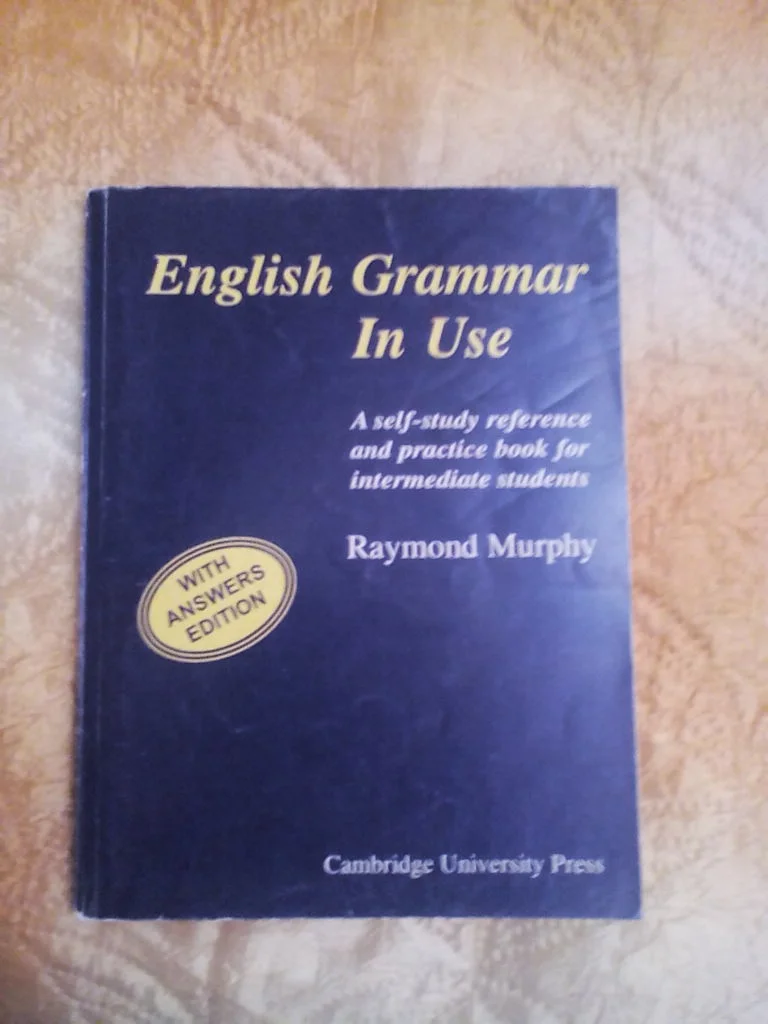 English Grammar
In Use
A self-study reference
and practice book for
intermediate students
Raymond Murphy
WITH
ANSWERS
EDITION
Cambridge University Press